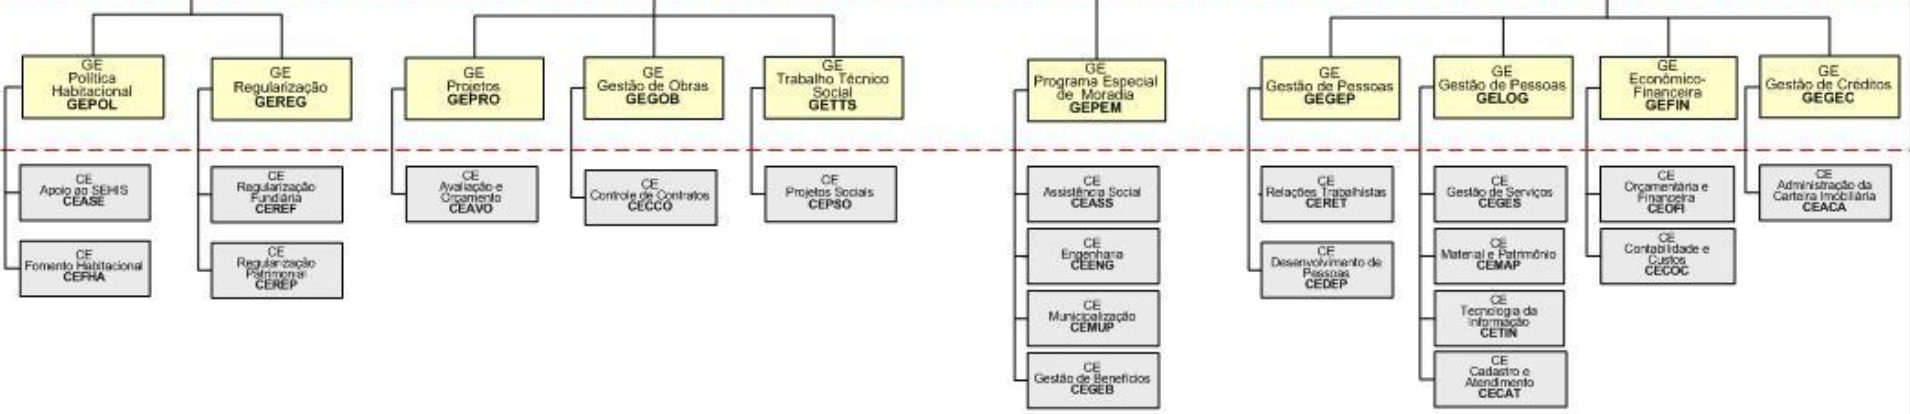 GE
Política
Habitacional
GEPOL
GE
Regularização
GEREG
GE
Projetos
GEPRO
GE
Gestão de Obras
GEGOB
GE
Trabalho Técnico
Social
GETTS
GE
Programa Especial
de Moradia
GEPEM
GE
Gestão de Pessoas
GEGEP
GE
Gestão de Pessoas
GELOG
GE
Econômico-
Financeira
GEFIN
GE
Gestão de Créditos
GEGEC
CE
Apoio ao SEHIS
CEASE
CE
Regularização
Fundiária
CEREF
CE
Avaliação e
Orçamento
CEAVO
CE
Controle de Contratos
CECCO
CE
Projetos Sociais
CEPSO
CE
Assistência Social
CEASS
CE
Relações Trabalhistas
CERET
CE
Gestão de Serviços
CEGES
CE
Orçamentária e
Financeira
CEOFI
CE
Administração da
Carteira Imobiliária
CEACA
CE
Fomento Habitacional
CEFHA
CE
Regularização
Patrimonial
CEREP
CE
Engenharia
CEENG
CE
Desenvolvimento de
Pessoas
CEDEP
CE
Material e Patrimônio
CEMAP
CE
Contabilidade e
Custos
CECOC
CE
Municipalização
CEMUP
CE
Tecnologia da
Informação
CETIN
CE
Gestão de Benefícios
CEGEB
CE
Cadastro e
Atendimento
CECAT